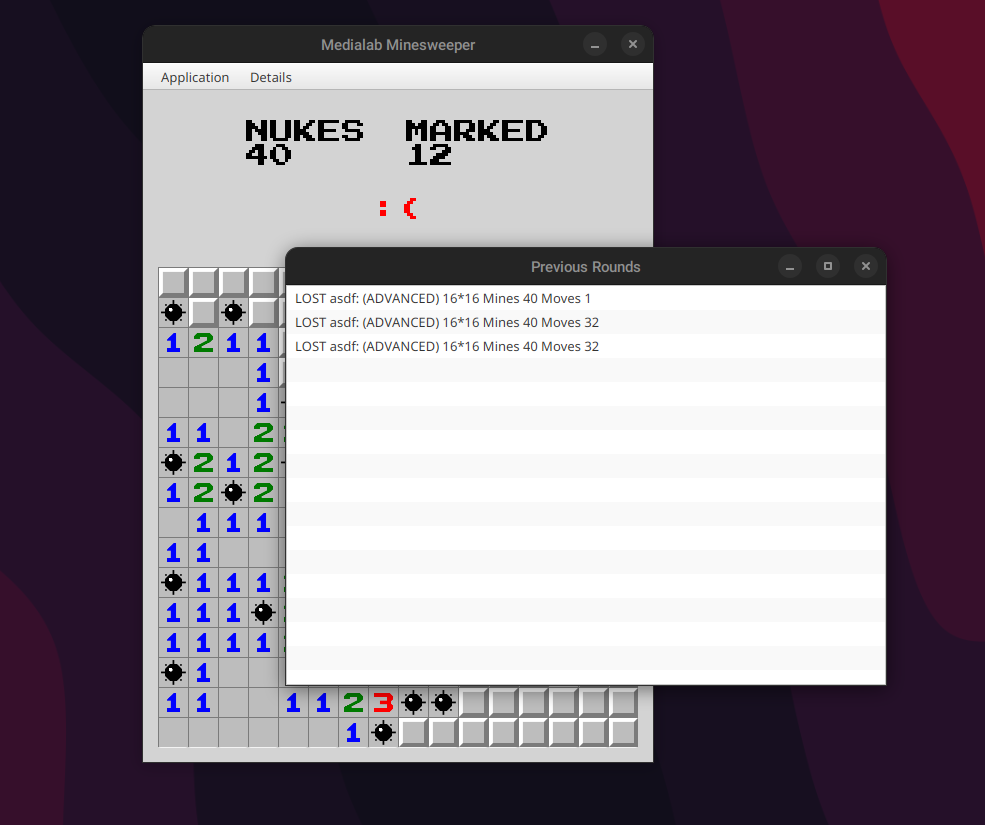 Medialab Minesweeper
Application Details
NUKES MARKED
40 12
: (
Previous Rounds
LOST asdf: (ADVANCED) 16*16 Mines 40 Moves 1
LOST asdf: (ADVANCED) 16*16 Mines 40 Moves 32
LOST asdf: (ADVANCED) 16*16 Mines 40 Moves 32
1 2 1 1
1
1
1 1 2
2 1 2
1 2 2
1 1 1
1 1
1 1 1
1 1 1
1 1 1 1
1
1 1 1 1 2 3
1